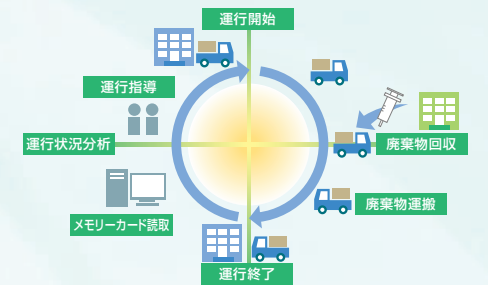 運行開始
運行指導
運行状況分析
廃棄物回収
メモリーカード読取
廃棄物運搬
運行終了